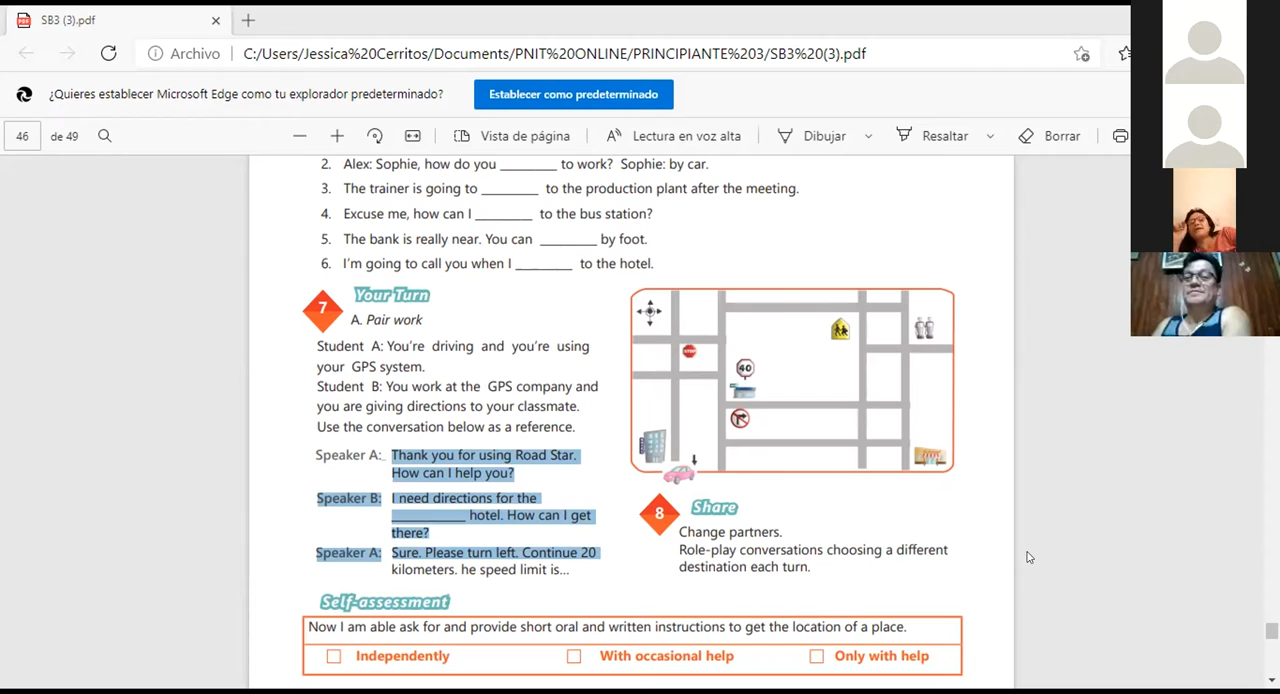 SB3 (3).pdf
Archivo
C:/Users/Jessica%20Cerritos/Documents/PNIT%20ONLINE/PRINCIPIANTE%203/SB3%20(3).pdf
¿Quieres establecer Microsoft Edge como tu explorador predeterminado?
Establecer como predeterminado
46 de 49
Vista de página
Lectura en voz alta
Dibujar
Resaltar
Borrar
2. Alex: Sophie, how do you ________ to work? Sophie: by car.
3. The trainer is going to ________ to the production plant after the meeting.
4. Excuse me, how can I ________ to the bus station?
5. The bank is really near. You can ________ by foot.
6. I'm going to call you when I ________ to the hotel.
7
Your Turn
A. Pair work
Student A: You're driving and you're using
your GPS system.
Student B: You work at the GPS company and
you are giving directions to your classmate.
Use the conversation below as a reference.
Speaker A: Thank you for using Road Star.
How can I help you?
Speaker B: I need directions for the
__________ hotel. How can I get
there?
Speaker A: Sure. Please turn left. Continue 20
kilometers. he speed limit is...
STOP
40
8
Share
Change partners.
Role-play conversations choosing a different
destination each turn.
Self-assessment
Now I am able ask for and provide short oral and written instructions to get the location of a place.
Independently
With occasional help
Only with help